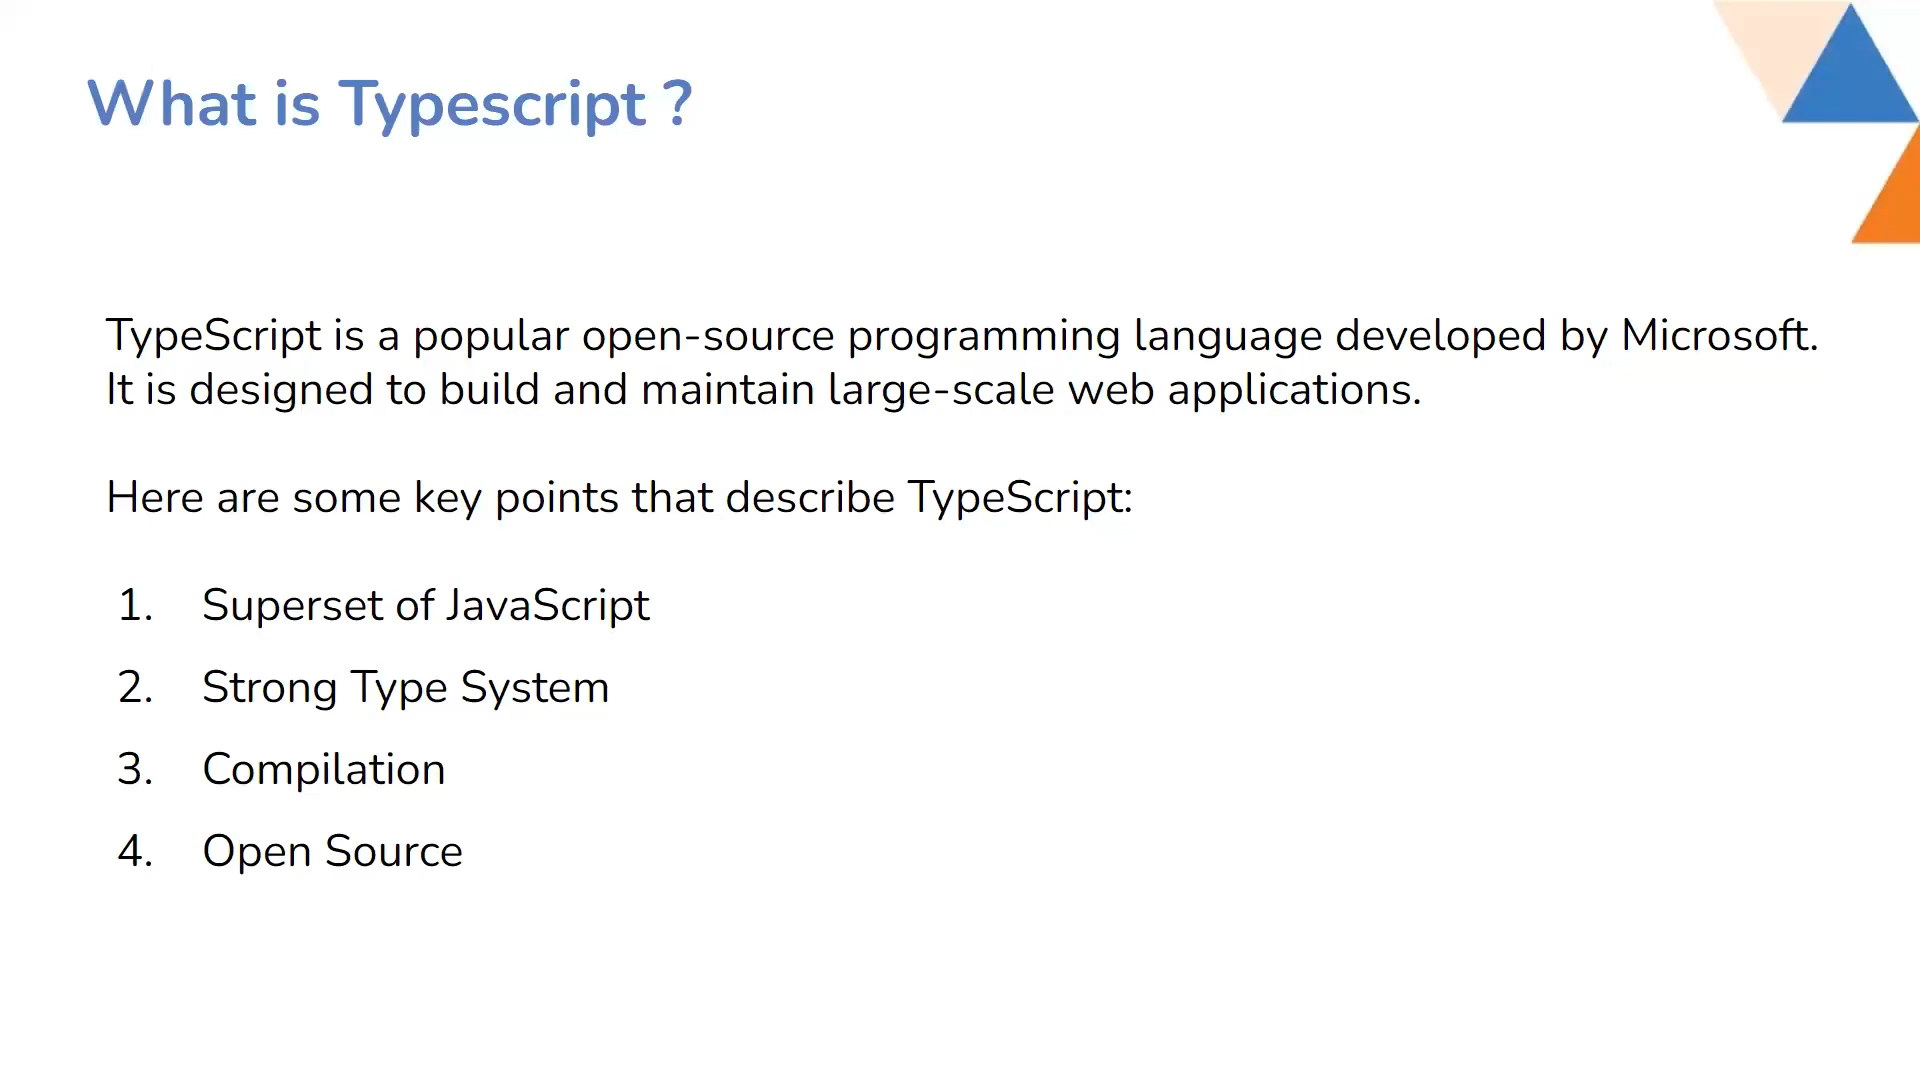 What is Typescript ?
TypeScript is a popular open-source programming language developed by Microsoft.
It is designed to build and maintain large-scale web applications.
Here are some key points that describe TypeScript:
1. Superset of JavaScript
2. Strong Type System
3. Compilation
4. Open Source